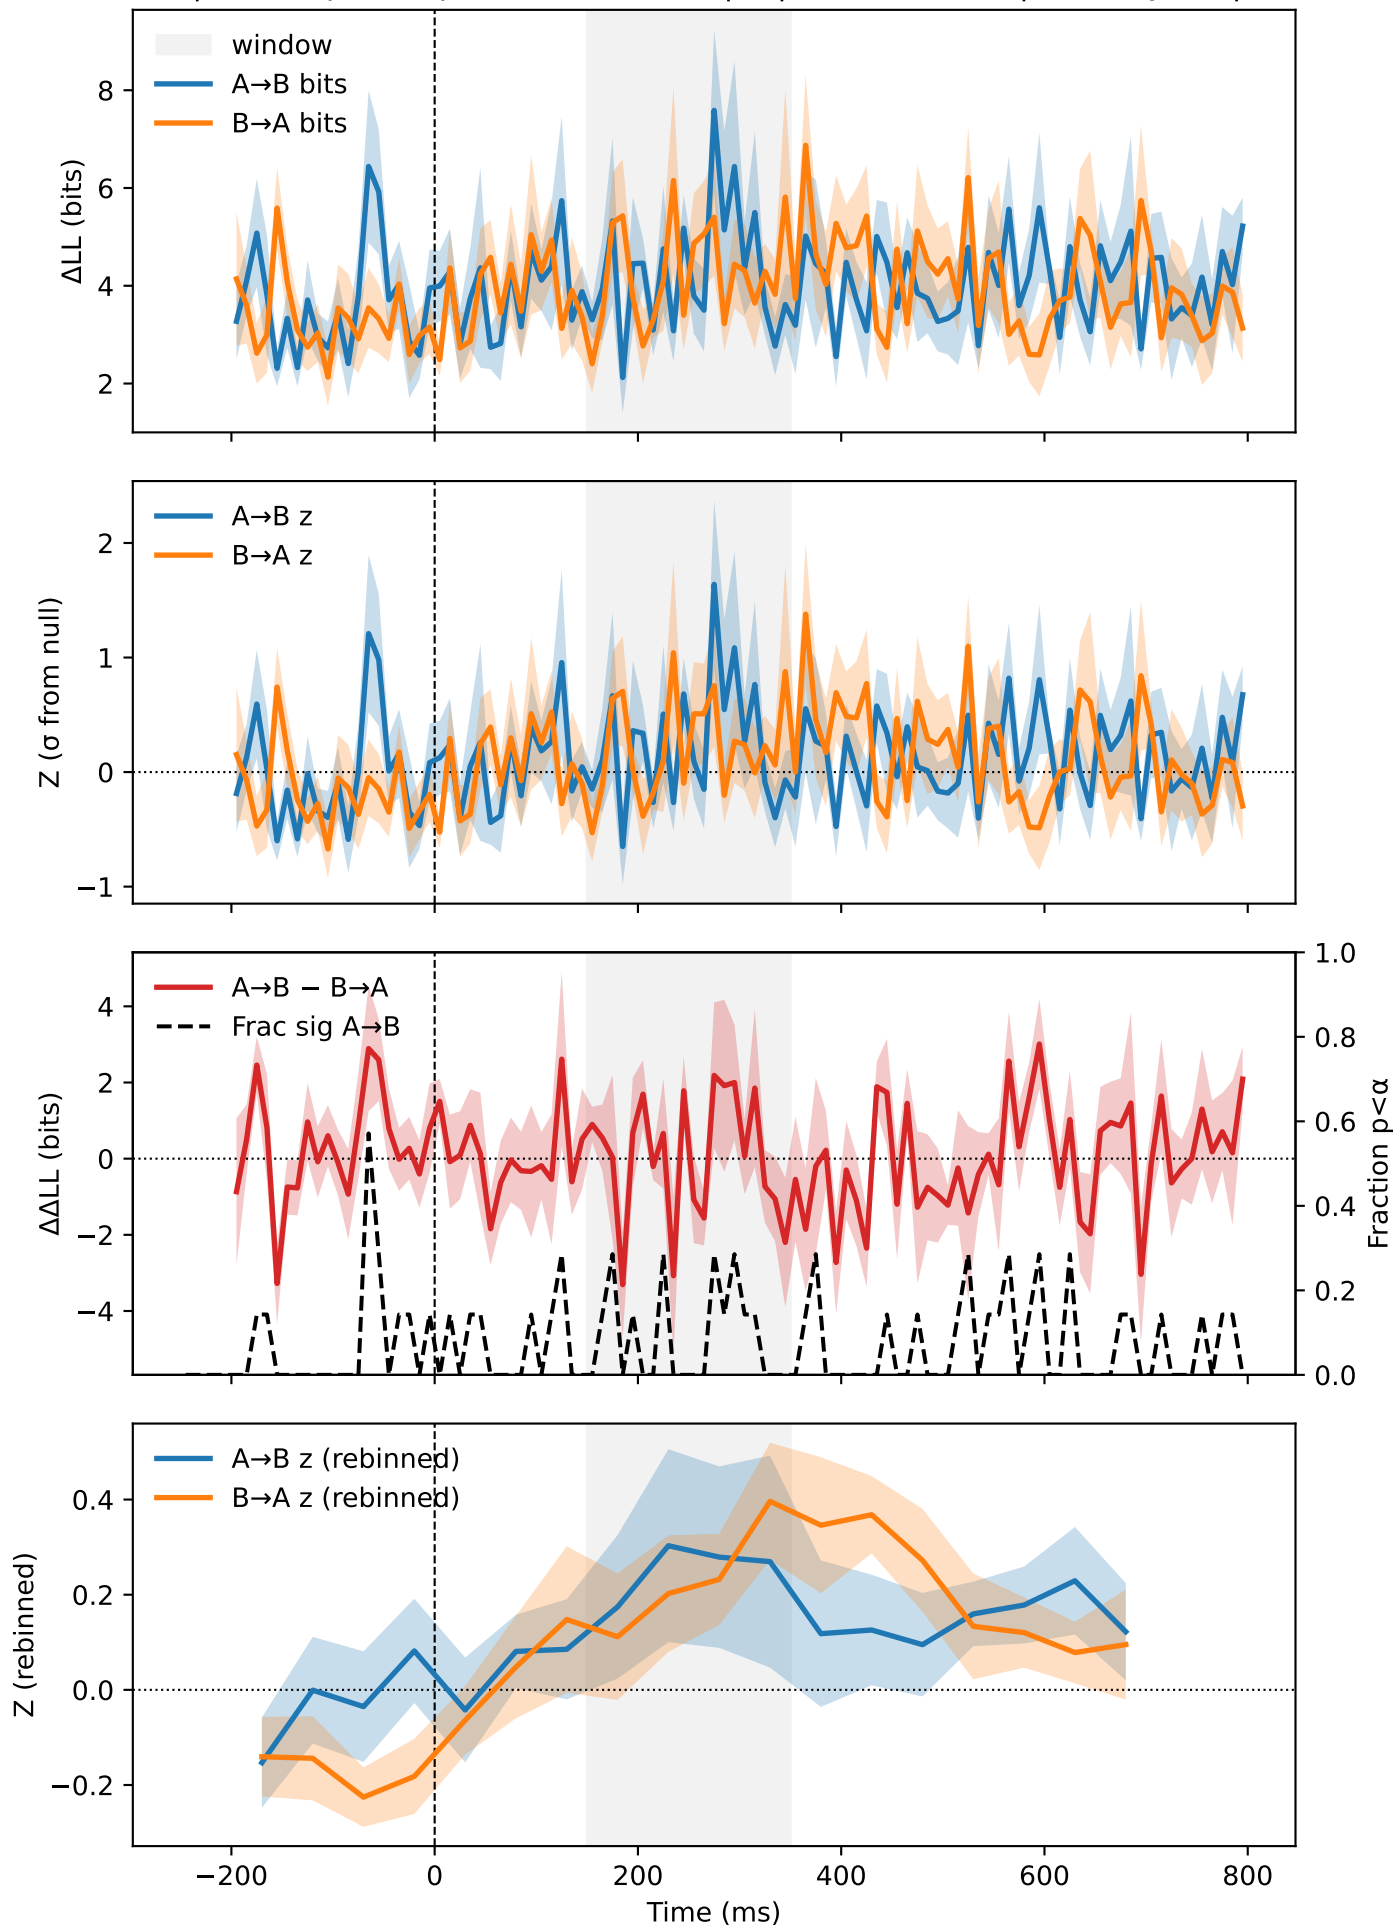 window
A→B bits
B→A bits
8
6
4
2
ΔLL (bits)
A→B z
B→A z
2
1
0
−1
Z (σ from null)
A→B − B→A
Frac sig A→B
4
2
0
−2
−4
ΔΔLL (bits)
1.0
0.8
0.6
0.4
0.2
0.0
Fraction p<α
A→B z (rebinned)
B→A z (rebinned)
0.4
0.2
0.0
−0.2
Z (rebinned)
−200 0 200 400 600 800
Time (ms)